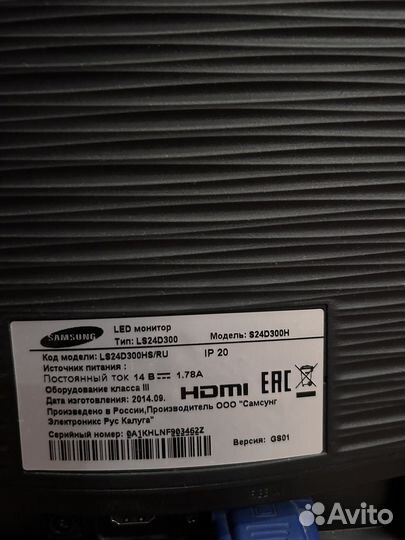 SAMSUNG
LED монитор
Тип: LS24D300
Модель: S24D300H
Код модели: LS24D300HS/RU
IP 20
Источник питания :
Постоянный ток 14 В 1.78A
Оборудование класса III
Дата изготовления: 2014.09.
HDMI
EAC
Произведено в России,Производитель ООО "Самсунг
Электроникс Рус Калуга"
Серийный номер: 0A1KHLNF903462Z
Версия: GS01
Avito